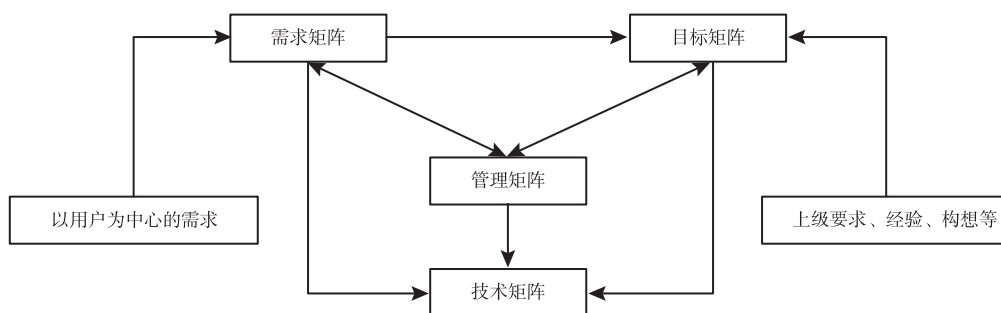 需求矩阵
目标矩阵
管理矩阵
以用户为中心的需求
上级要求、经验、构想等
技术矩阵